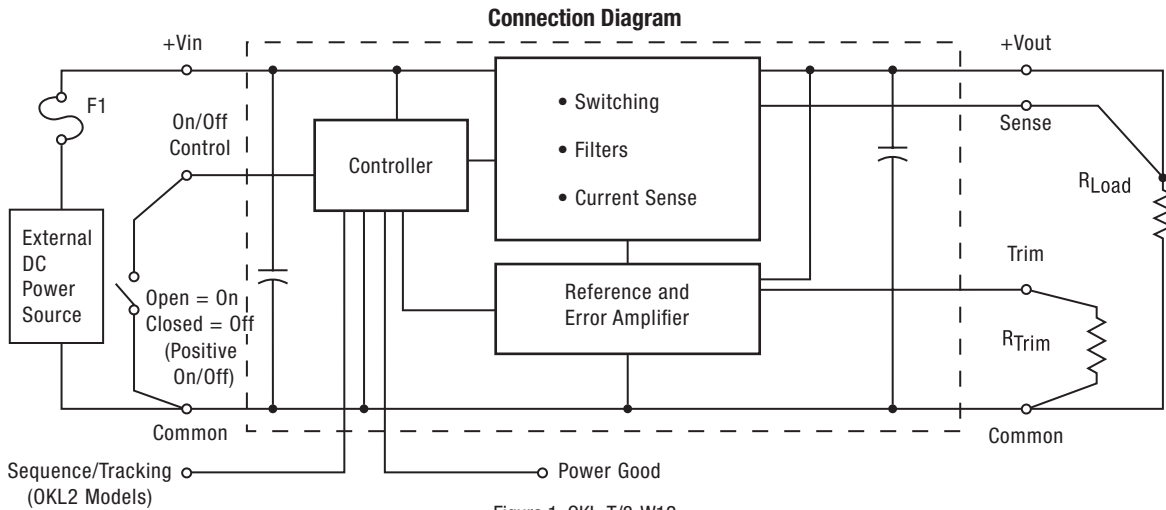 Connection Diagram
+Vin
+Vout
F1
On/Off
Control
Controller
• Switching
• Filters
• Current Sense
Sense
RLoad
External
DC
Power
Source
Open = On
Closed = Off
(Positive
On/Off)
Reference and
Error Amplifier
Trim
RTrim
Common
Common
Sequence/Tracking
(OKL2 Models)
Power Good